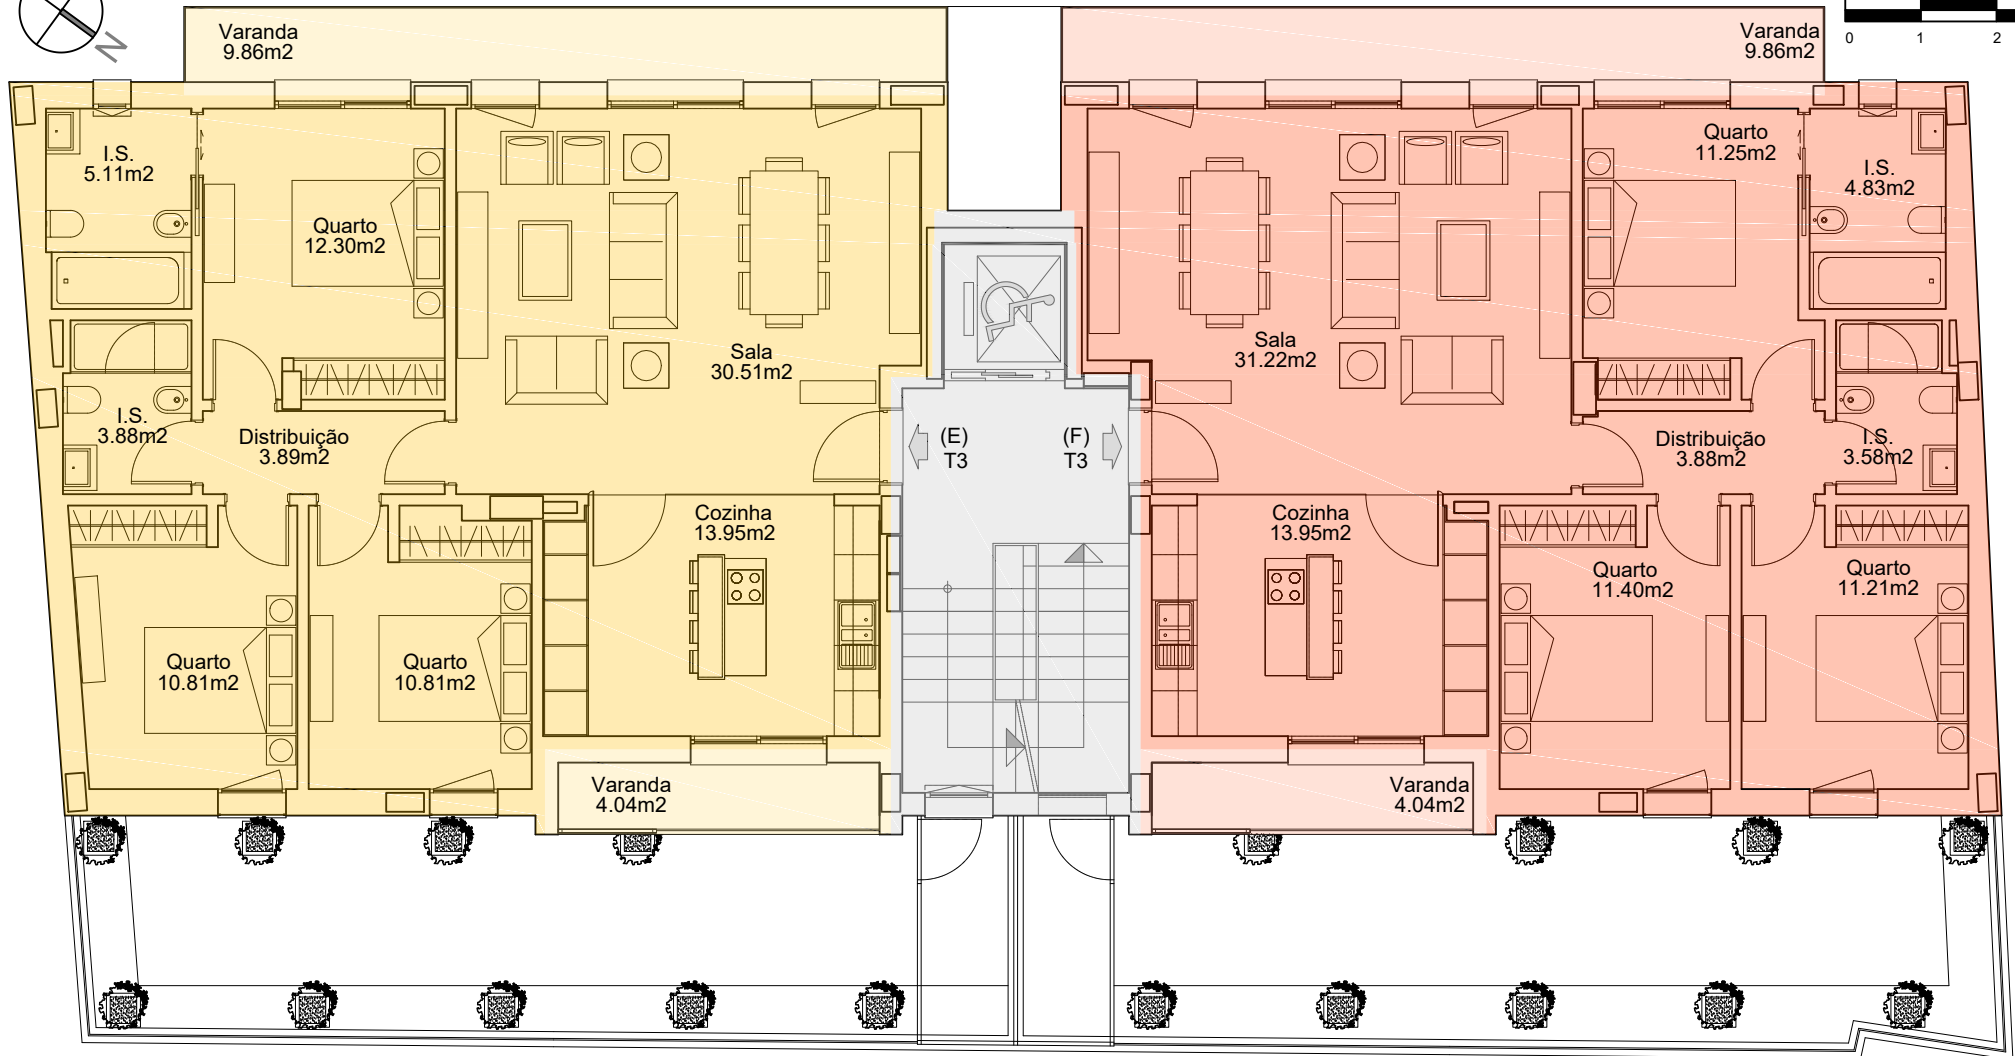 N
Varanda
9.86m2
Varanda
9.86m2
0 1 2
I.S.
5.11m2
Quarto
12.30m2
Sala
30.51m2
I.S.
3.88m2
Distribuição
3.89m2
Quarto
10.81m2
Quarto
10.81m2
Cozinha
13.95m2
Varanda
4.04m2
(E)
T3
(F)
T3
Sala
31.22m2
Quarto
11.25m2
I.S.
4.83m2
Distribuição
3.88m2
I.S.
3.58m2
Cozinha
13.95m2
Quarto
11.40m2
Quarto
11.21m2
Varanda
4.04m2